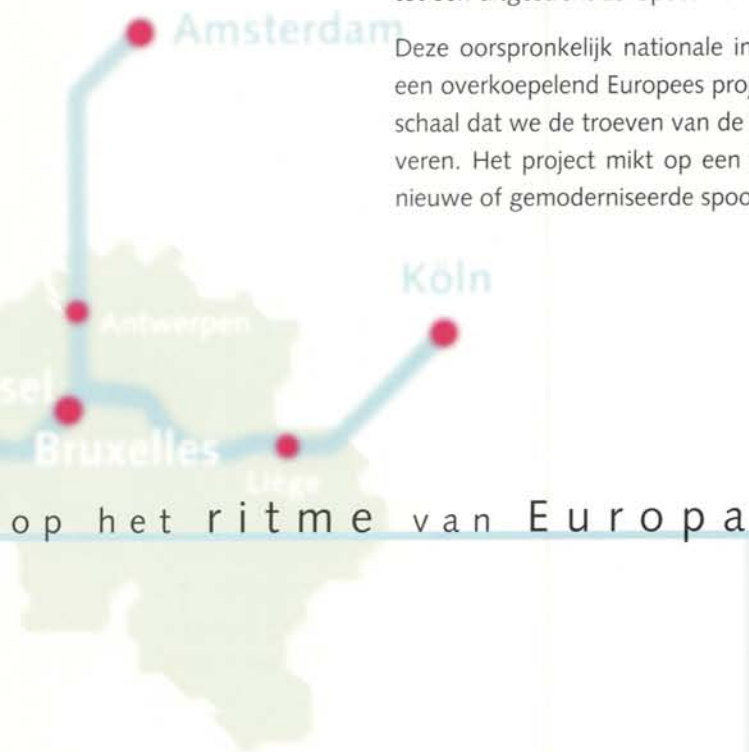 Amsterdam
Deze oorspronkelijk nationale in
een overkoepelend Europees proj
schaal dat we de troeven van de
veren. Het project mikt op een
nieuwe of gemoderniseerde spoo
Köln
Antwerpen
sel
Bruxelles
Liège
op het ritme van Europa